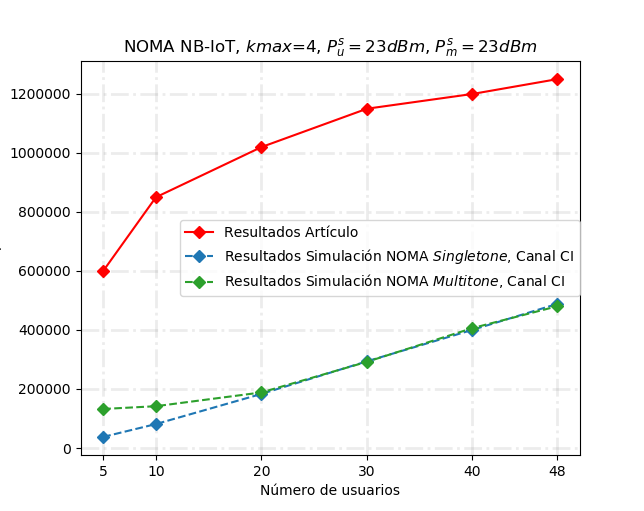 NOMA NB-IoT, kmax=4, P_u^s = 23dBm, P_m^s = 23dBm
1200000
1000000
800000
600000
400000
200000
0
Resultados Artículo
Resultados Simulación NOMA Singletone, Canal CI
Resultados Simulación NOMA Multitone, Canal CI
5 10 20 30 40 48
Número de usuarios